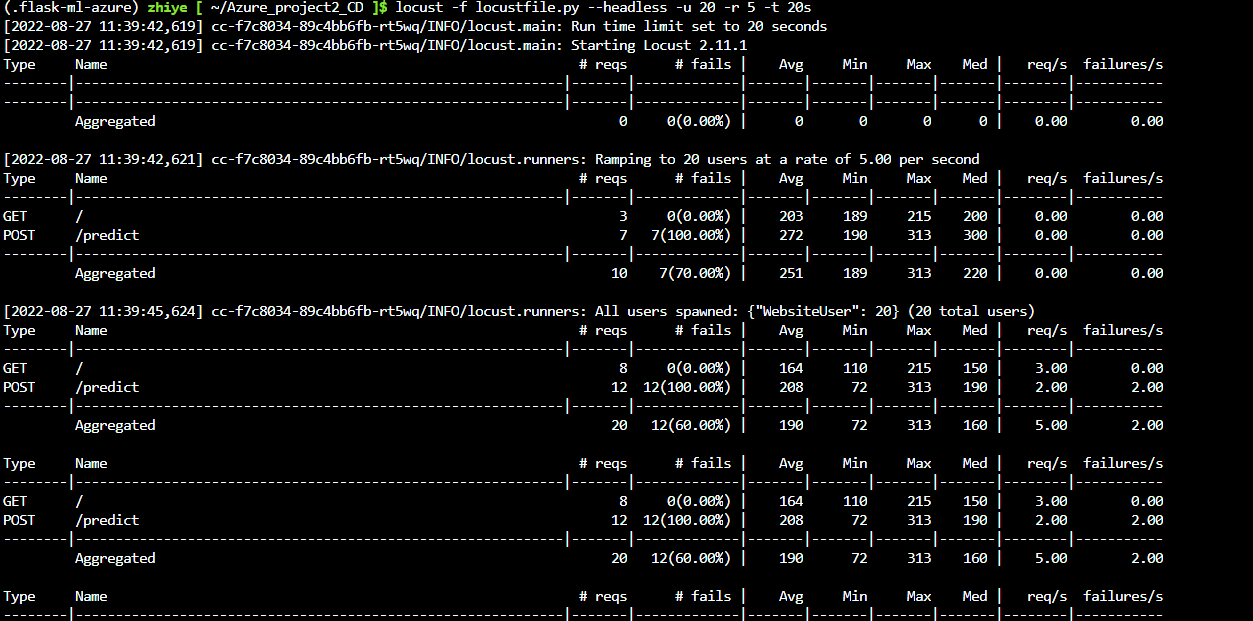 (.flask-ml-azure) zhiye [ ~/Azure_project2_CD ]$ locust -f locustfile.py --headless -u 20 -r 5 -t 20s
[2022-08-27 11:39:42,619] cc-f7c8034-89c4bb6fb-rt5wq/INFO/locust.main: Run time limit set to 20 seconds
[2022-08-27 11:39:42,619] cc-f7c8034-89c4bb6fb-rt5wq/INFO/locust.main: Starting Locust 2.11.1
Type     Name                                                           # reqs      # fails |    Avg     Min     Max    Med |   req/s  failures/s
--------|-------------------------------------------------------------|-------|-------------|-------|-------|-------|-------|--------|-----------
--------|-------------------------------------------------------------|-------|-------------|-------|-------|-------|-------|--------|-----------
         Aggregated                                                          0     0(0.00%) |      0       0       0      0 |    0.00        0.00
[2022-08-27 11:39:42,621] cc-f7c8034-89c4bb6fb-rt5wq/INFO/locust.runners: Ramping to 20 users at a rate of 5.00 per second
Type     Name                                                           # reqs      # fails |    Avg     Min     Max    Med |   req/s  failures/s
--------|-------------------------------------------------------------|-------|-------------|-------|-------|-------|-------|--------|-----------
GET      /                                                                   3     0(0.00%) |    203     189     215    200 |    0.00        0.00
POST     /predict                                                            7   7(100.00%) |    272     190     313    300 |    0.00        0.00
--------|-------------------------------------------------------------|-------|-------------|-------|-------|-------|-------|--------|-----------
         Aggregated                                                         10    7(70.00%) |    251     189     313    220 |    0.00        0.00
[2022-08-27 11:39:45,624] cc-f7c8034-89c4bb6fb-rt5wq/INFO/locust.runners: All users spawned: {"WebsiteUser": 20} (20 total users)
Type     Name                                                           # reqs      # fails |    Avg     Min     Max    Med |   req/s  failures/s
--------|-------------------------------------------------------------|-------|-------------|-------|-------|-------|-------|--------|-----------
GET      /                                                                   8     0(0.00%) |    164     110     215    150 |    3.00        0.00
POST     /predict                                                           12  12(100.00%) |    208      72     313    190 |    2.00        2.00
--------|-------------------------------------------------------------|-------|-------------|-------|-------|-------|-------|--------|-----------
         Aggregated                                                         20   12(60.00%) |    190      72     313    160 |    5.00        2.00
Type     Name                                                           # reqs      # fails |    Avg     Min     Max    Med |   req/s  failures/s
--------|-------------------------------------------------------------|-------|-------------|-------|-------|-------|-------|--------|-----------
GET      /                                                                   8     0(0.00%) |    164     110     215    150 |    3.00        0.00
POST     /predict                                                           12  12(100.00%) |    208      72     313    190 |    2.00        2.00
--------|-------------------------------------------------------------|-------|-------------|-------|-------|-------|-------|--------|-----------
         Aggregated                                                         20   12(60.00%) |    190      72     313    160 |    5.00        2.00
Type     Name                                                           # reqs      # fails |    Avg     Min     Max    Med |   req/s  failures/s
--------|-------------------------------------------------------------|-------|-------------|-------|-------|-------|-------|--------|-----------